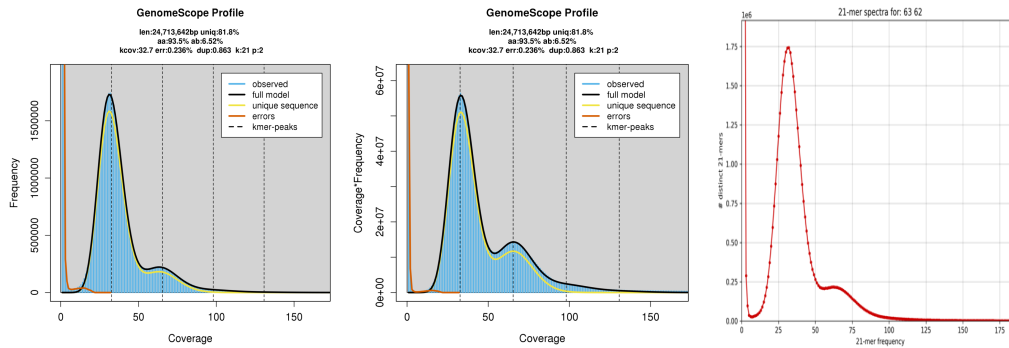 GenomeScope Profile
len:24,713,642bp uniq:81.8%
aa:93.5% ab:6.52%
kcov:32.7 err:0.236% dup:0.863 k:21 p:2
observed
full model
unique sequence
errors
kmer-peaks
Frequency
0
500000
1000000
1500000
0
50
100
150
Coverage
GenomeScope Profile
len:24,713,642bp uniq:81.8%
aa:93.5% ab:6.52%
kcov:32.7 err:0.236% dup:0.863 k:21 p:2
observed
full model
unique sequence
errors
kmer-peaks
Coverage*Frequency
0e+00
2e+07
4e+07
6e+07
0
50
100
150
Coverage
21-mer spectra for: 63 62
1e6
# distinct 21-mers
1.75
1.50
1.25
1.00
0.75
0.50
0.25
0.00
0
25
50
75
100
125
150
175
21-mer frequency